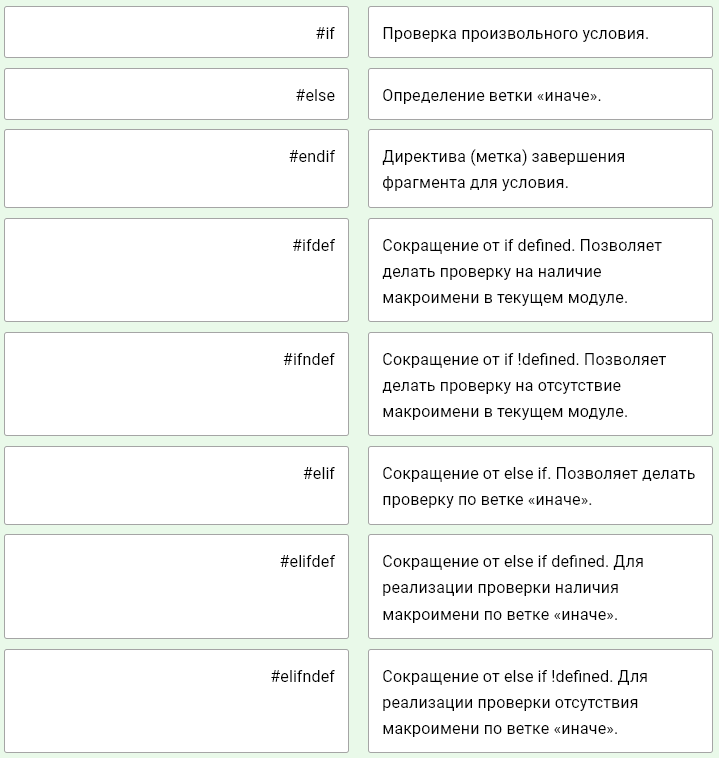 #if
Проверка произвольного условия.
#else
Определение ветки «иначе».
#endif
Директива (метка) завершения
фрагмента для условия.
#ifdef
Сокращение от if defined. Позволяет
делать проверку на наличие
макроимени в текущем модуле.
#ifndef
Сокращение от if !defined. Позволяет
делать проверку на отсутствие
макроимени в текущем модуле.
#elif
Сокращение от else if. Позволяет делать
проверку по ветке «иначе».
#elifdef
Сокращение от else if defined. Для
реализации проверки наличия
макроимени по ветке «иначе».
#elifndef
Сокращение от else if !defined. Для
реализации проверки отсутствия
макроимени по ветке «иначе».